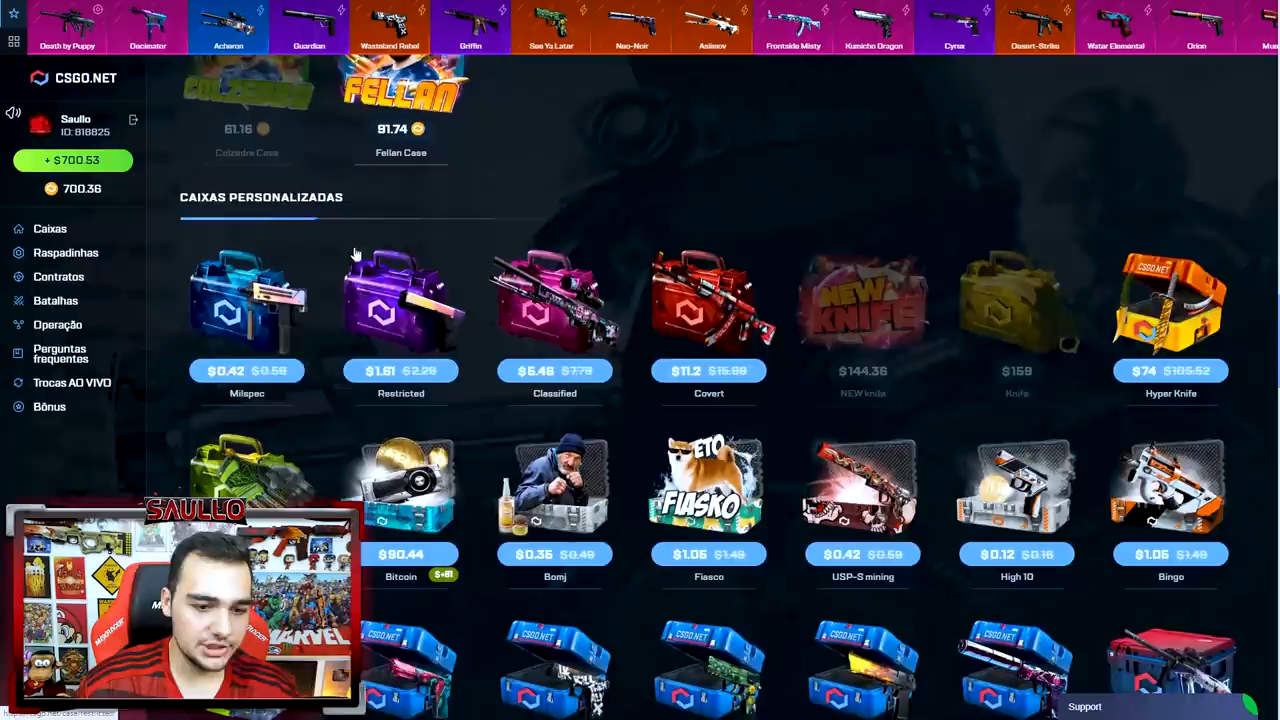 Death by Puppy
Decimator
Acheron
Guardian
Wasteland Rebel
Griffin
See Ya Later
Neo-Noir
Asiimov
Frontside Misty
Kumicho Dragon
Cyrex
Desert-Strike
Water Elemental
Orion
CSGO.NET
Saullo
ID: 818825
+ $700.53
700.36
Caixas
Raspadinhas
Contratos
Batalhas
Operação
Perguntas
frequentes
Trocas AO VIVO
Bônus
COLZEDRA
FELLAN
61.16
91.74
Colzedra Case
Fellan Case
CAIXAS PERSONALIZADAS
NEW
KNIFE
CSGO.NET
$0.42 $0.59
$1.61 $2.29
$5.46 $7.79
$11.2 $15.99
$144.36
$159
$74 $105.52
Milspec
Restricted
Classified
Covert
NEW knife
Knife
Hyper Knife
ETO
FIASKO
$90.44
$0.35 $0.49
$1.05 $1.49
$0.42 $0.59
$0.12 $0.16
$1.05 $1.49
Bitcoin
$+81
Bomj
Fiasco
USP-S mining
High 10
Bingo
CSGO.NET
CSGO.NET
CSGO.NET
CSGO.NET
CSGO.NET
SAULLO
MARVEL
Support